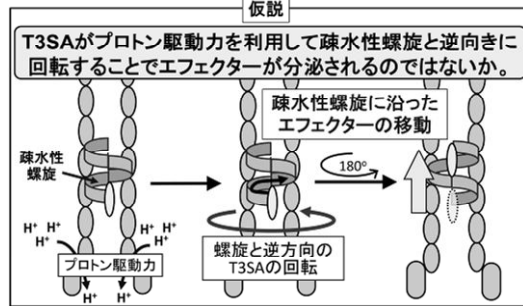 仮説
T3SAがプロトン駆動力を利用して疎水性螺旋と逆向きに
回転することでエフェクターが分泌されるのではないか。
疎水性螺旋に沿った
エフェクターの移動
疎水性
螺旋
180°
H⁺ H⁺
H⁺ H⁺
H⁺ H⁺
H⁺ H⁺
プロトン駆動力
H⁺ H⁺
螺旋と逆方向の
T3SAの回転